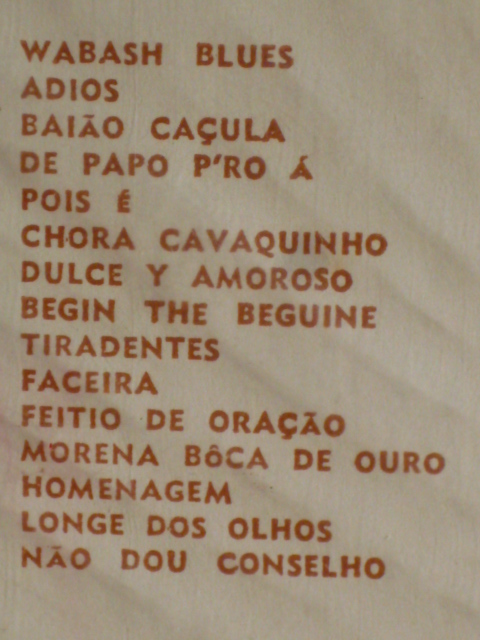 WABASH BLUES
ADIOS
BAIÃO CAÇULA
DE PAPO P'RO Á
POIS É
CHORA CAVAQUINHO
DULCE Y AMOROSO
BEGIN THE BEGUINE
TIRADENTES
FACEIRA
FEITIO DE ORAÇÃO
MORENA BÔCA DE OURO
HOMENAGEM
LONGE DOS OLHOS
NÃO DOU CONSELHO